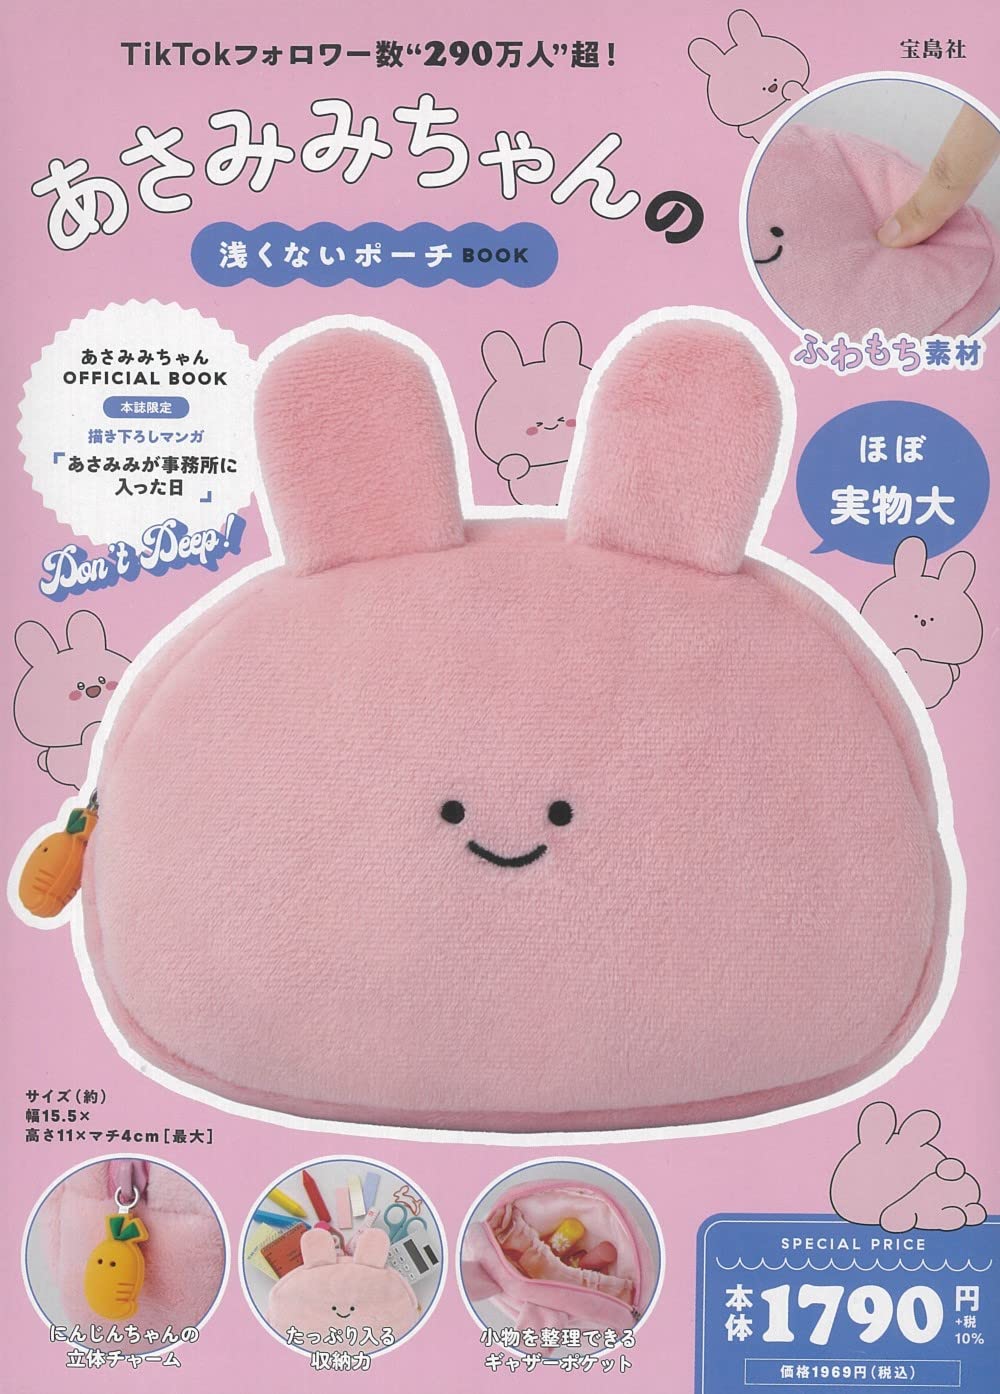 TikTokフォロワー数“290万人”超！
宝島社
あさみみちゃんの
浅くないポーチBOOK
ふわもち素材
あさみみちゃん
OFFICIAL BOOK
本誌限定
描き下ろしマンガ
「あさみみが事務所に
入った日」
Don't Deep!
ほぼ
実物大
サイズ（約）
幅15.5×
高さ11×マチ4cm［最大］
にんじんちゃんの
立体チャーム
たっぷり入る
収納力
小物を整理できる
ギャザーポケット
SPECIAL PRICE
本体1790円+税10%
価格1969円（税込）